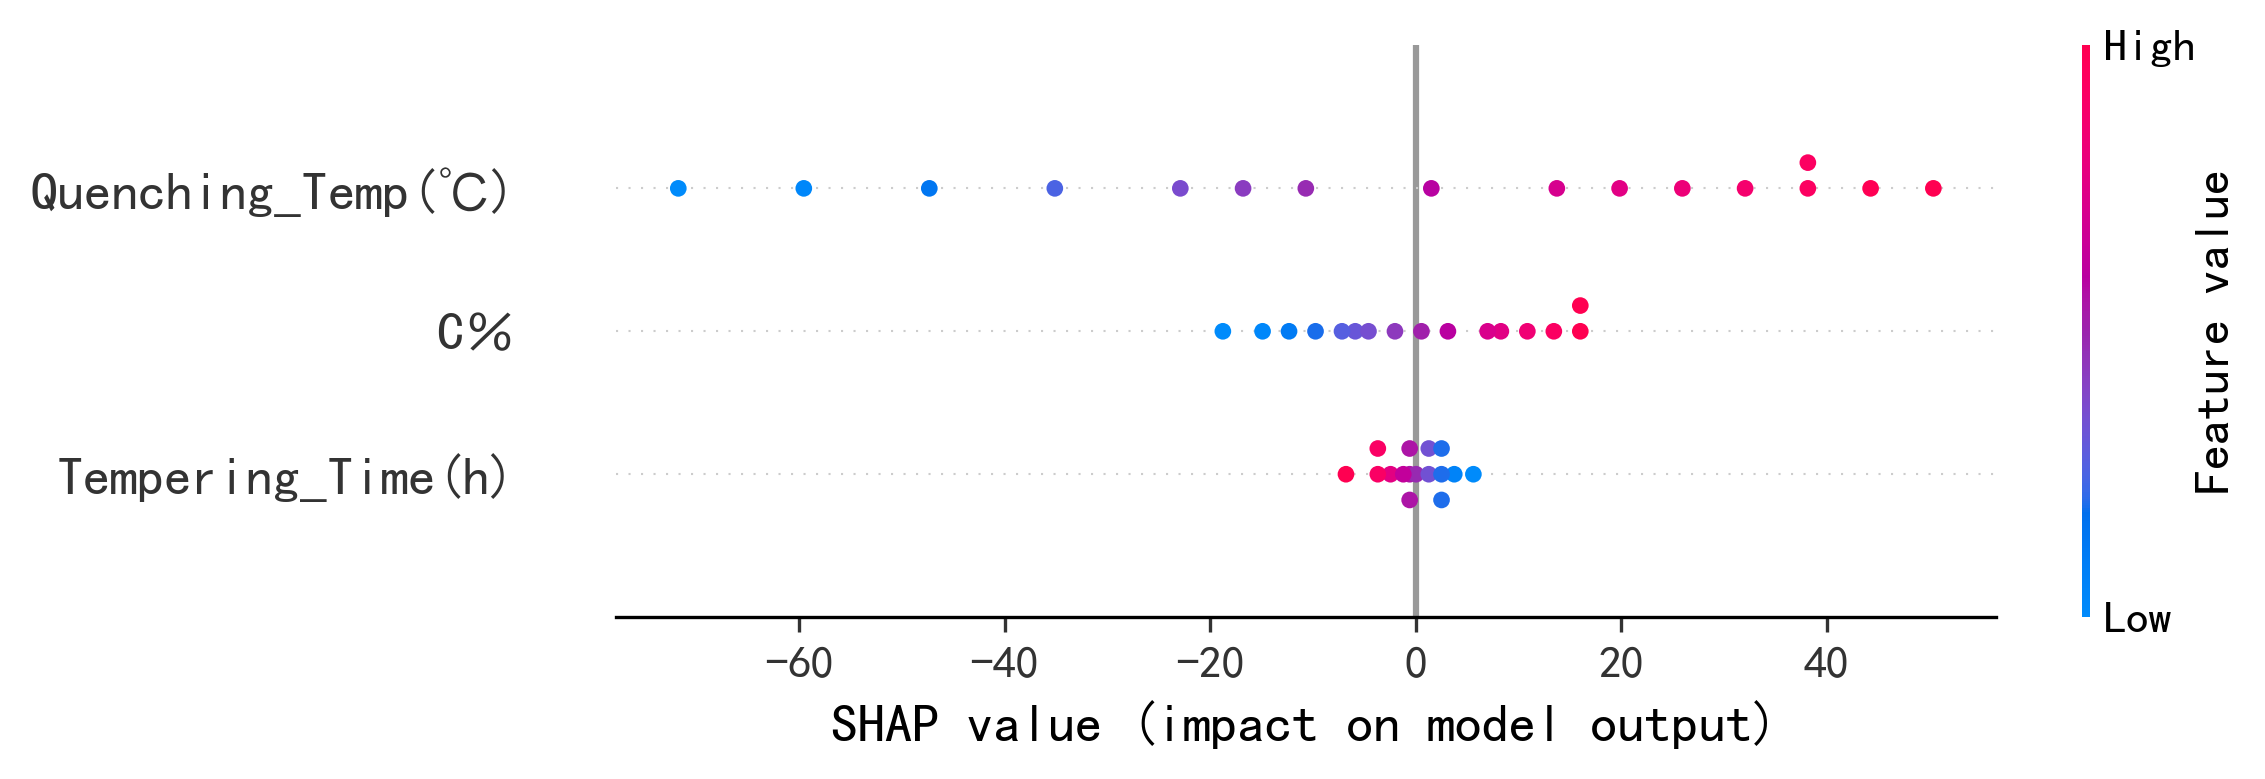 High
Quenching_Temp(℃)
C%
Tempering_Time(h)
Feature value
Low
−60 −40 −20 0 20 40
SHAP value (impact on model output)